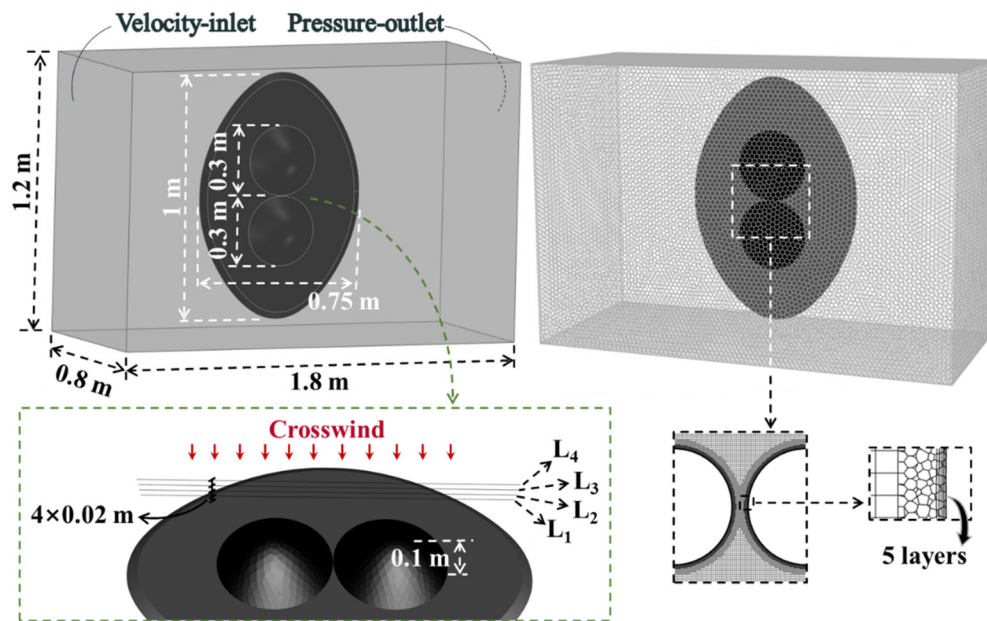 Velocity-inlet
Pressure-outlet
1.2 m
1 m
0.3 m
0.3 m
0.75 m
0.8 m
1.8 m
Crosswind
L4
L3
L2
L1
4×0.02 m
0.1 m
5 layers